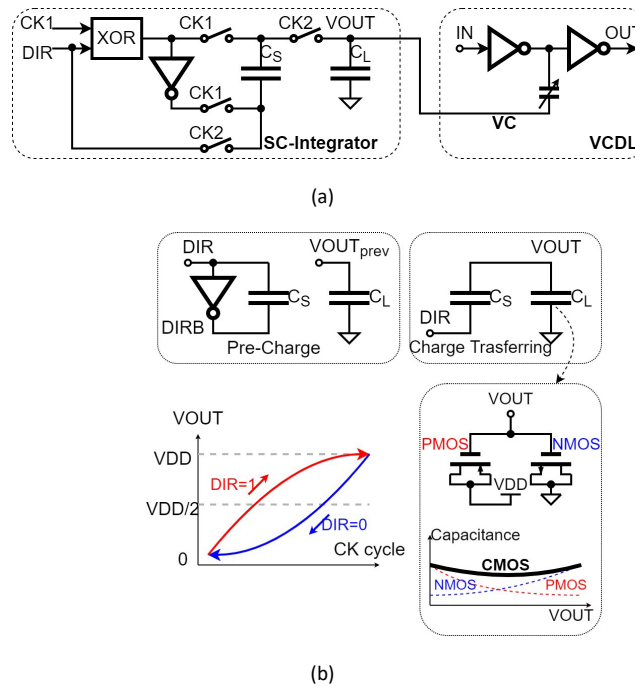 CK1
XOR
CK1
CK2
VOUT
DIR
CS
CL
CK1
CK2
SC-Integrator
IN
OUT
VC
VCDL
(a)
DIR
VOUTprev
CS
CL
DIRB
Pre-Charge
VOUT
CS
CL
DIR
Charge Trasferring
VOUT
VDD
DIR=1
VDD/2
DIR=0
0
CK cycle
VOUT
PMOS
NMOS
VDD
Capacitance
CMOS
NMOS
PMOS
VOUT
(b)